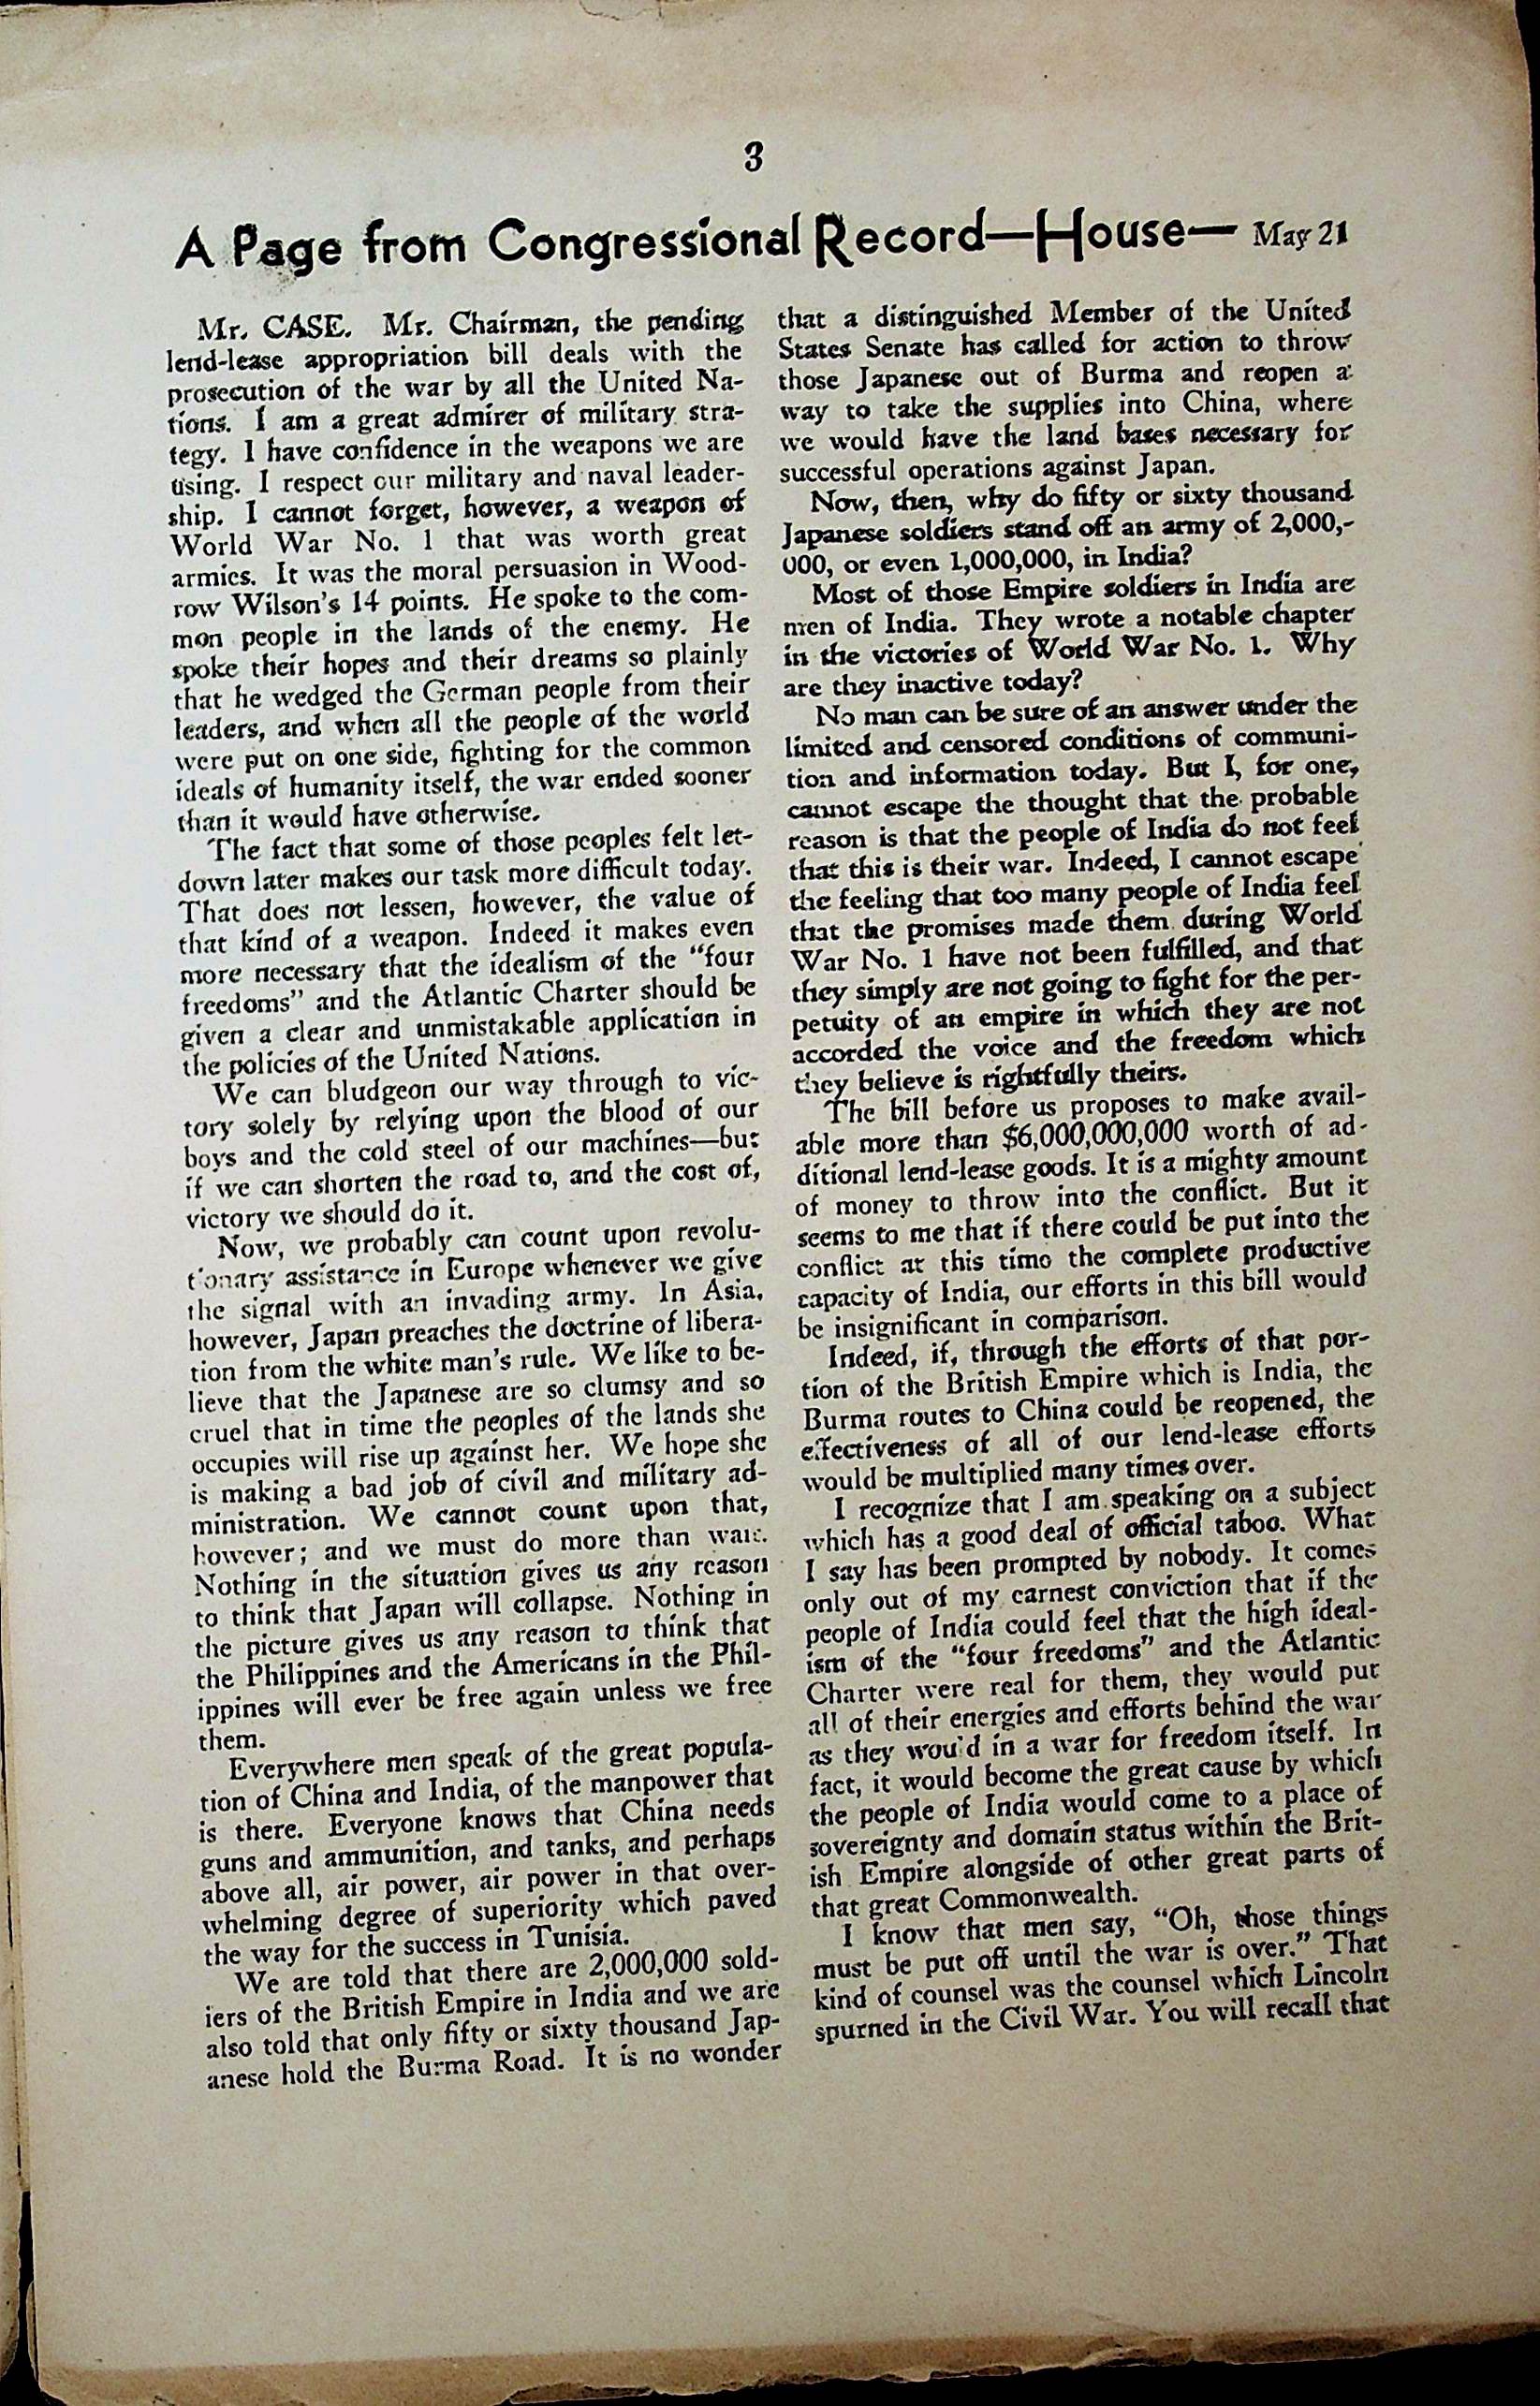 3
A Page from Congressional Record—House— May 21
Mr. CASE. Mr. Chairman, the pending
lend-lease appropriation bill deals with the
prosecution of the war by all the United Na-
tions. I am a great admirer of military stra-
tegy. I have confidence in the weapons we are
using. I respect our military and naval leader-
ship. I cannot forget, however, a weapon of
World War No. 1 that was worth great
armies. It was the moral persuasion in Wood-
row Wilson's 14 points. He spoke to the com-
mon people in the lands of the enemy. He
spoke their hopes and their dreams so plainly
that he wedged the German people from their
leaders, and when all the people of the world
were put on one side, fighting for the common
ideals of humanity itself, the war ended sooner
than it would have otherwise.
The fact that some of those peoples felt let-
down later makes our task more difficult today.
That does not lessen, however, the value of
that kind of a weapon. Indeed it makes even
more necessary that the idealism of the "four
freedoms" and the Atlantic Charter should be
given a clear and unmistakable application in
the policies of the United Nations.
We can bludgeon our way through to vic-
tory solely by relying upon the blood of our
boys and the cold steel of our machines—but
if we can shorten the road to, and the cost of,
victory we should do it.
Now, we probably can count upon revolu-
tionary assistance in Europe whenever we give
the signal with an invading army. In Asia,
however, Japan preaches the doctrine of libera-
tion from the white man's rule. We like to be-
lieve that the Japanese are so clumsy and so
cruel that in time the peoples of the lands she
occupies will rise up against her. We hope she
is making a bad job of civil and military ad-
ministration. We cannot count upon that,
however; and we must do more than wait.
Nothing in the situation gives us any reason
to think that Japan will collapse. Nothing in
the picture gives us any reason to think that
the Philippines and the Americans in the Phil-
ippines will ever be free again unless we free
them.
Everywhere men speak of the great popula-
tion of China and India, of the manpower that
is there. Everyone knows that China needs
guns and ammunition, and tanks, and perhaps
above all, air power, air power in that over-
whelming degree of superiority which paved
the way for the success in Tunisia.
We are told that there are 2,000,000 sold-
iers of the British Empire in India and we are
also told that only fifty or sixty thousand Jap-
anese hold the Burma Road. It is no wonder
that a distinguished Member of the United
States Senate has called for action to throw
those Japanese out of Burma and reopen a
way to take the supplies into China, where
we would have the land bases necessary for
successful operations against Japan.
Now, then, why do fifty or sixty thousand
Japanese soldiers stand off an army of 2,000,-
000, or even 1,000,000, in India?
Most of those Empire soldiers in India are
men of India. They wrote a notable chapter
in the victories of World War No. 1. Why
are they inactive today?
No man can be sure of an answer under the
limited and censored conditions of communi-
tion and information today. But I, for one,
cannot escape the thought that the probable
reason is that the people of India do not feel
that this is their war. Indeed, I cannot escape
the feeling that too many people of India feel
that the promises made them during World
War No. 1 have not been fulfilled, and that
they simply are not going to fight for the per-
petuity of an empire in which they are not
accorded the voice and the freedom which
they believe is rightfully theirs.
The bill before us proposes to make avail-
able more than $6,000,000,000 worth of ad-
ditional lend-lease goods. It is a mighty amount
of money to throw into the conflict. But it
seems to me that if there could be put into the
conflict at this time the complete productive
capacity of India, our efforts in this bill would
be insignificant in comparison.
Indeed, if, through the efforts of that por-
tion of the British Empire which is India, the
Burma routes to China could be reopened, the
effectiveness of all of our lend-lease efforts
would be multiplied many times over.
I recognize that I am speaking on a subject
which has a good deal of official taboo. What
I say has been prompted by nobody. It comes
only out of my earnest conviction that if the
people of India could feel that the high ideal-
ism of the "four freedoms" and the Atlantic
Charter were real for them, they would put
all of their energies and efforts behind the war
as they would in a war for freedom itself. In
fact, it would become the great cause by which
the people of India would come to a place of
sovereignty and domain status within the Brit-
ish Empire alongside of other great parts of
that great Commonwealth.
I know that men say, "Oh, those things
must be put off until the war is over." That
kind of counsel was the counsel which Lincoln
spurned in the Civil War. You will recall that